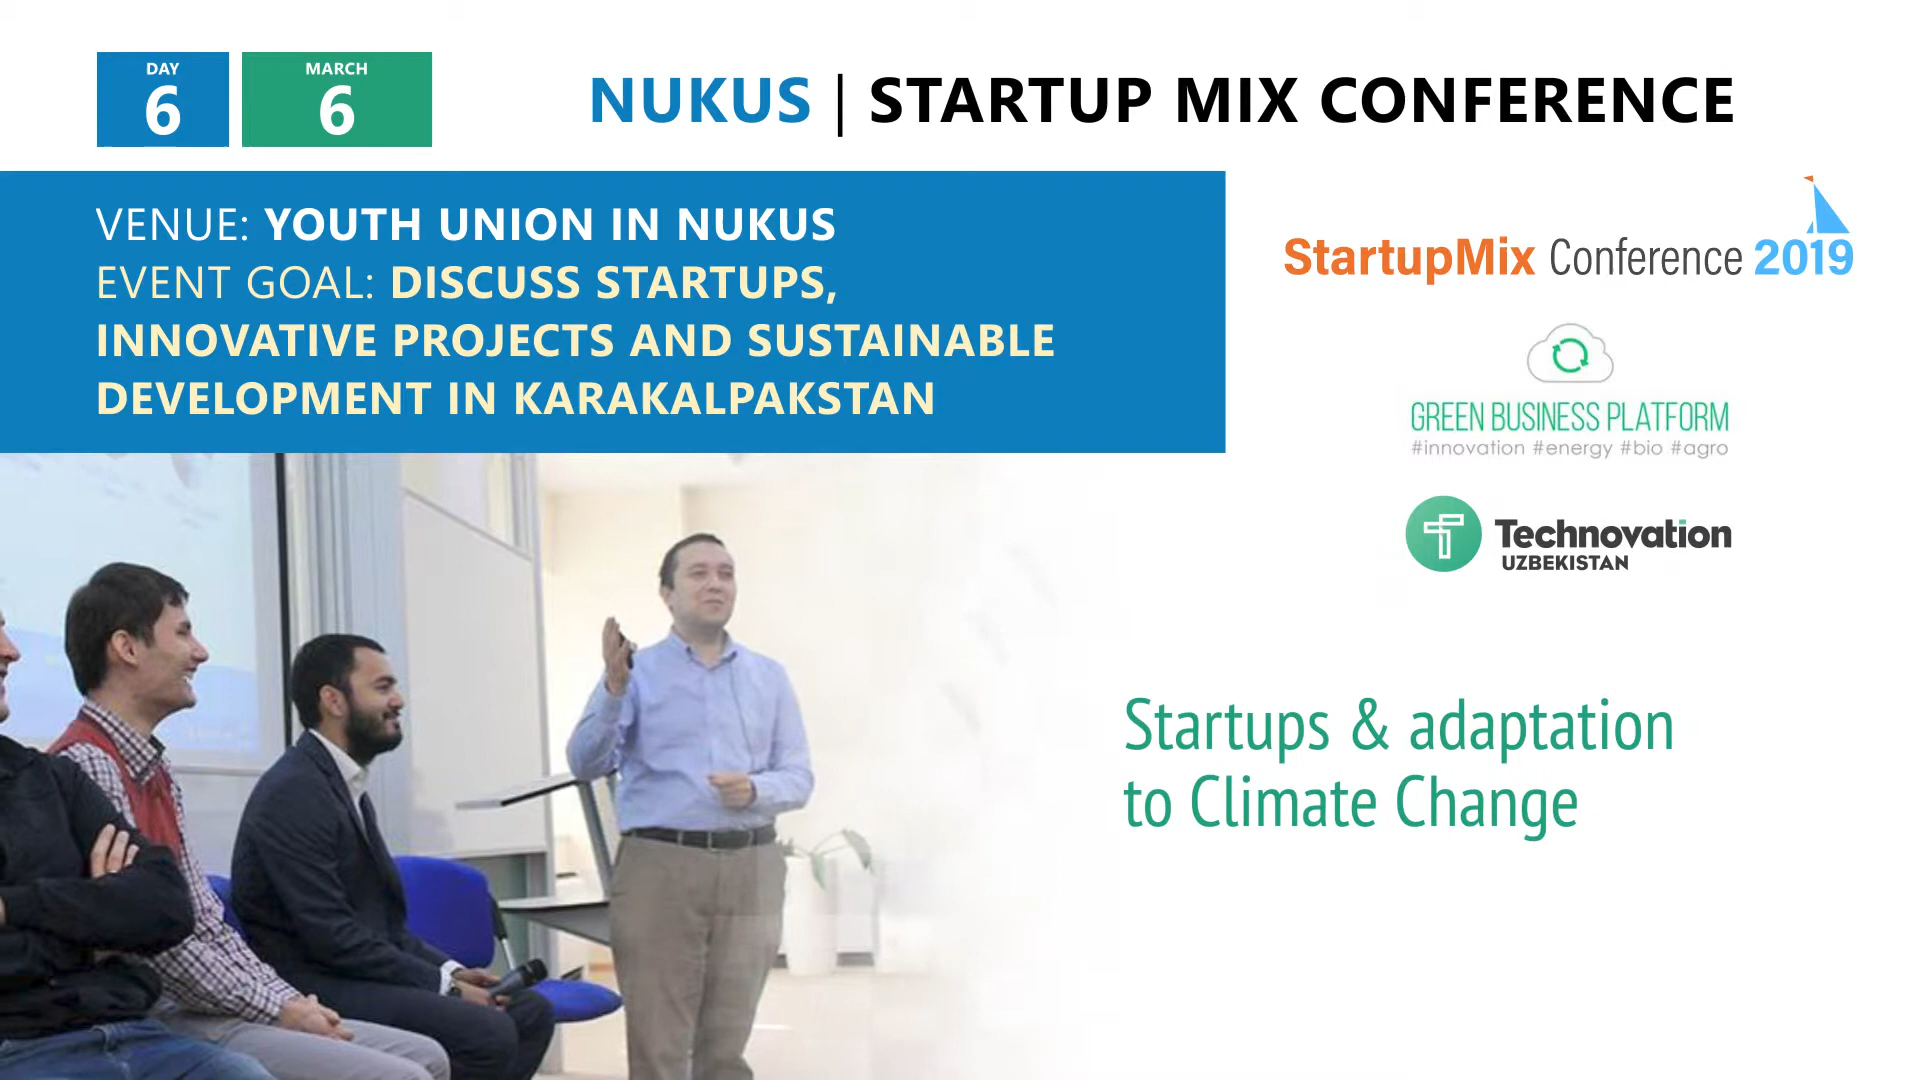 DAY
6
MARCH
6
NUKUS | STARTUP MIX CONFERENCE
VENUE: YOUTH UNION IN NUKUS
EVENT GOAL: DISCUSS STARTUPS,
INNOVATIVE PROJECTS AND SUSTAINABLE
DEVELOPMENT IN KARAKALPAKSTAN
StartupMix Conference 2019
GREEN BUSINESS PLATFORM
#innovation #energy #bio #agro
Technovation
UZBEKISTAN
Startups & adaptation
to Climate Change